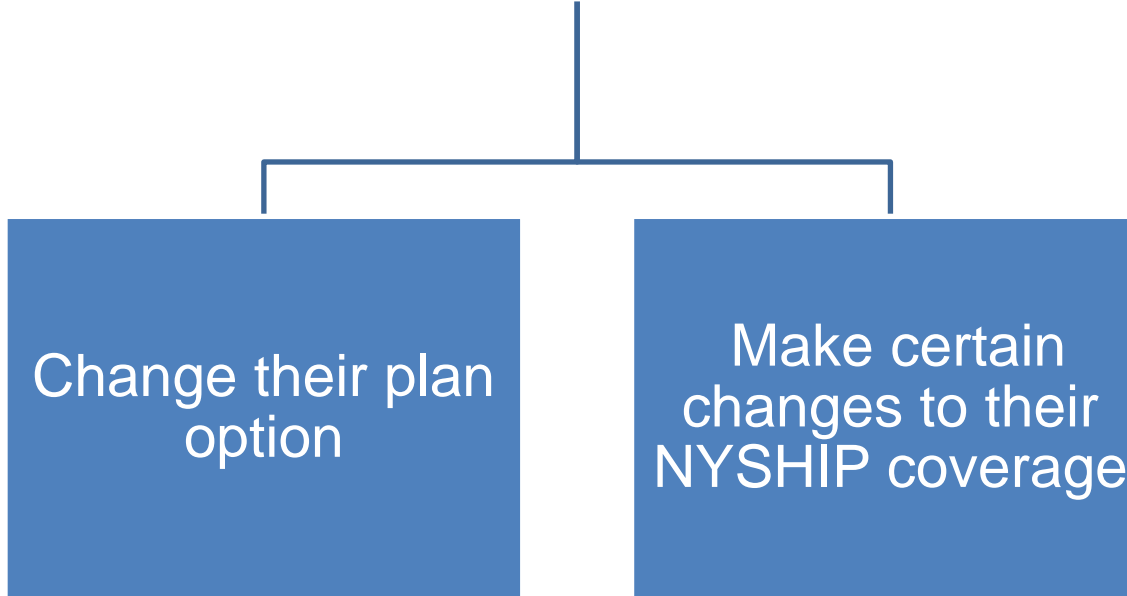 Change their plan
option
Make certain
changes to their
NYSHIP coverage